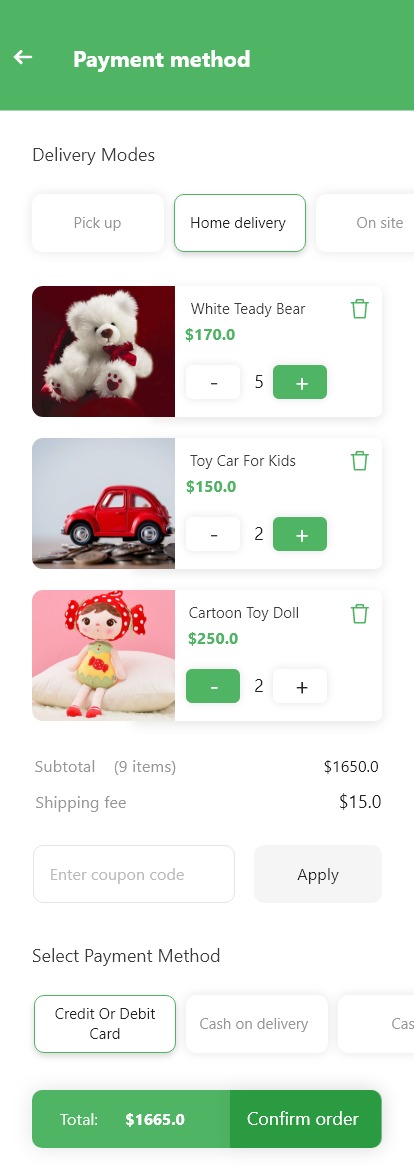 Payment method
Delivery Modes
Pick up
Home delivery
On site
White Teady Bear
$170.0
- 5 +
Toy Car For Kids
$150.0
- 2 +
Cartoon Toy Doll
$250.0
- 2 +
Subtotal (9 items) $1650.0
Shipping fee $15.0
Enter coupon code
Apply
Select Payment Method
Credit Or Debit
Card
Cash on delivery
Cas
Total: $1665.0
Confirm order